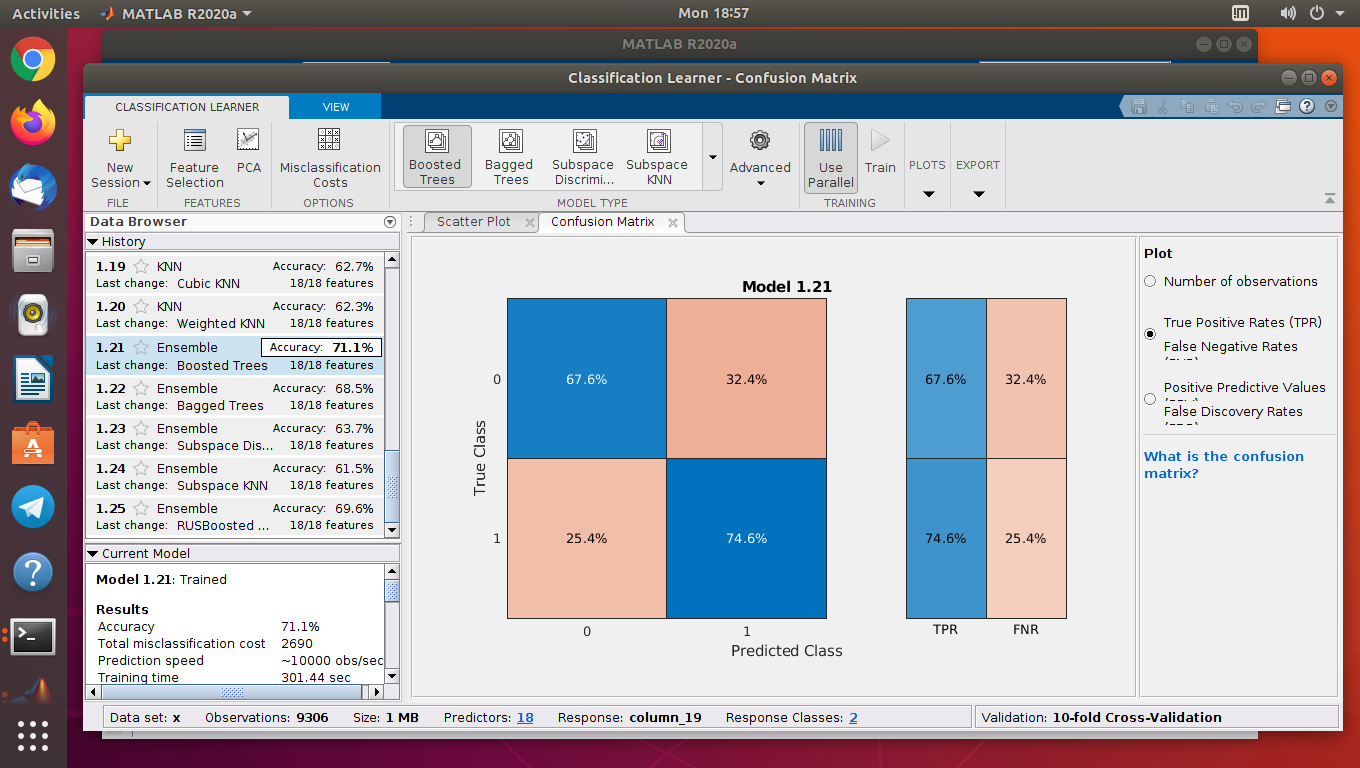 Activities
MATLAB R2020a
Mon 18:57
MATLAB R2020a
Classification Learner - Confusion Matrix
CLASSIFICATION LEARNER
VIEW
New Session
FILE
Feature Selection
PCA
FEATURES
Misclassification Costs
OPTIONS
Boosted Trees
Bagged Trees
Subspace Discrimi...
Subspace KNN
MODEL TYPE
Advanced
Use Parallel
Train
TRAINING
PLOTS
EXPORT
Data Browser
History
1.19 KNN Accuracy: 62.7%
Last change: Cubic KNN 18/18 features
1.20 KNN Accuracy: 62.3%
Last change: Weighted KNN 18/18 features
1.21 Ensemble Accuracy: 71.1%
Last change: Boosted Trees 18/18 features
1.22 Ensemble Accuracy: 68.5%
Last change: Bagged Trees 18/18 features
1.23 Ensemble Accuracy: 63.7%
Last change: Subspace Dis... 18/18 features
1.24 Ensemble Accuracy: 61.5%
Last change: Subspace KNN 18/18 features
1.25 Ensemble Accuracy: 69.6%
Last change: RUSBoosted ... 18/18 features
Current Model
Model 1.21: Trained
Results
Accuracy 71.1%
Total misclassification cost 2690
Prediction speed ~10000 obs/sec
Training time 301.44 sec
Scatter Plot
Confusion Matrix
Model 1.21
True Class
0
67.6% 32.4% 67.6% 32.4%
1
25.4% 74.6% 74.6% 25.4%
0 1 TPR FNR
Predicted Class
Plot
Number of observations
True Positive Rates (TPR)
False Negative Rates
Positive Predictive Values
False Discovery Rates
What is the confusion
matrix?
Data set: x Observations: 9306 Size: 1 MB Predictors: 18 Response: column_19 Response Classes: 2
Validation: 10-fold Cross-Validation